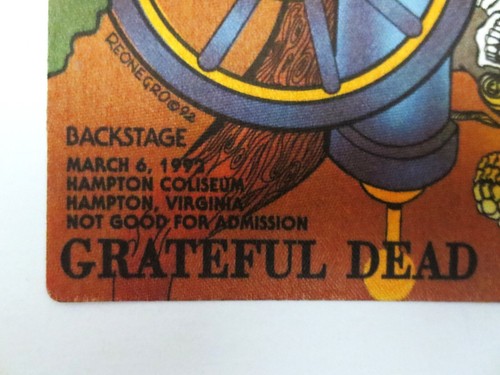 REONEGRO©92
BACKSTAGE
MARCH 6, 1992
HAMPTON COLISEUM
HAMPTON, VIRGINIA
NOT GOOD FOR ADMISSION
GRATEFUL DEAD